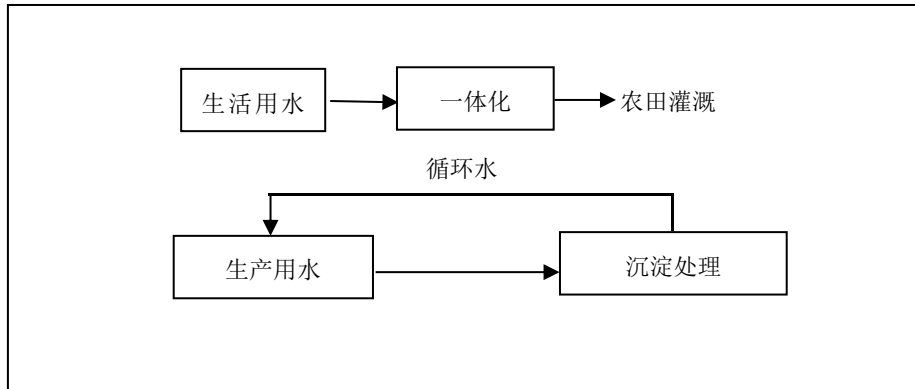 生活用水
一体化
农田灌溉
循环水
生产用水
沉淀处理